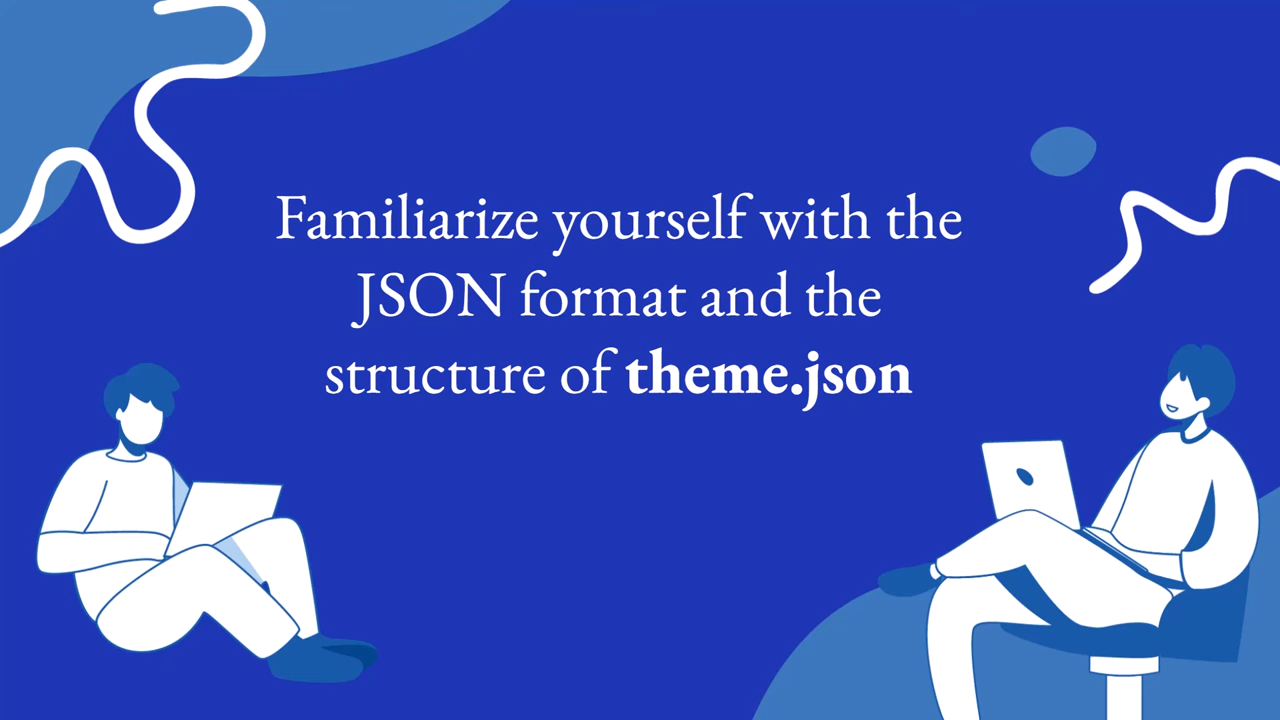 Familiarize yourself with the
JSON format and the
structure of theme.json